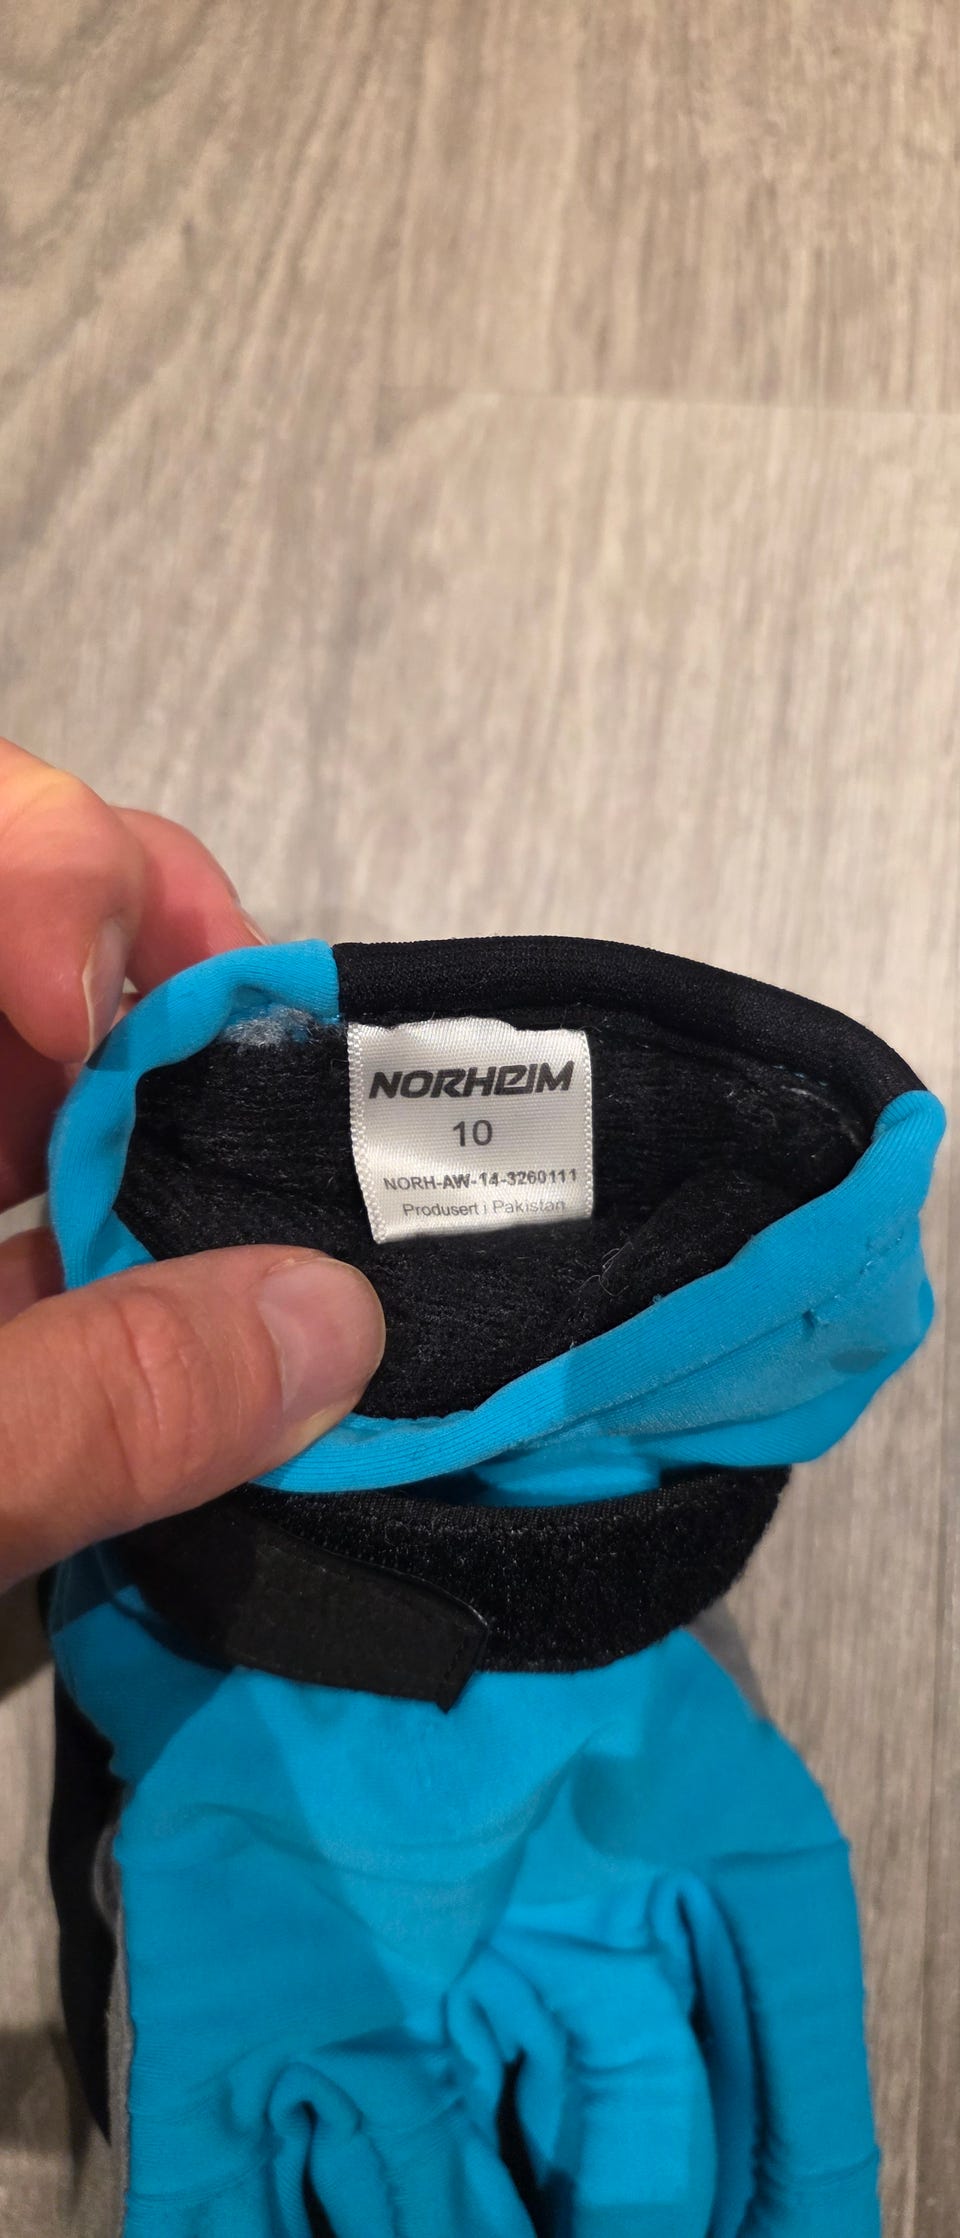 NORHEIM
10
NORH-AW-14-3260111
Produsert i Pakistan